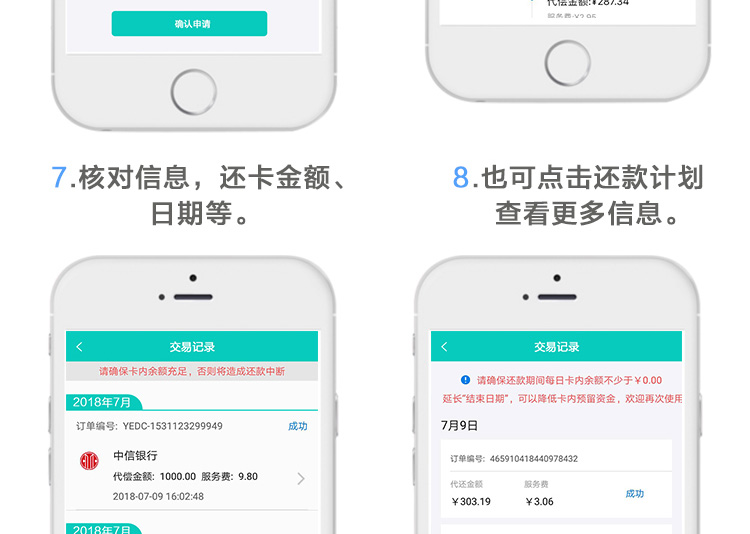 确认申请
代偿金额:¥287.34
服务费:¥2.95
7.核对信息，还卡金额、
日期等。
8.也可点击还款计划
查看更多信息。
交易记录
请确保卡内余额充足，否则将造成还款中断
2018年7月
订单编号: YEDC-1531123299949
成功
中信银行
代偿金额: 1000.00 服务费: 9.80
2018-07-09 16:02:48
2018年7月
交易记录
请确保还款期间每日卡内余额不少于￥0.00
延长"结束日期"，可以降低卡内预留资金，欢迎再次使用
7月9日
订单编号: 465910418440978432
代还金额 服务费
￥303.19 ￥3.06
成功